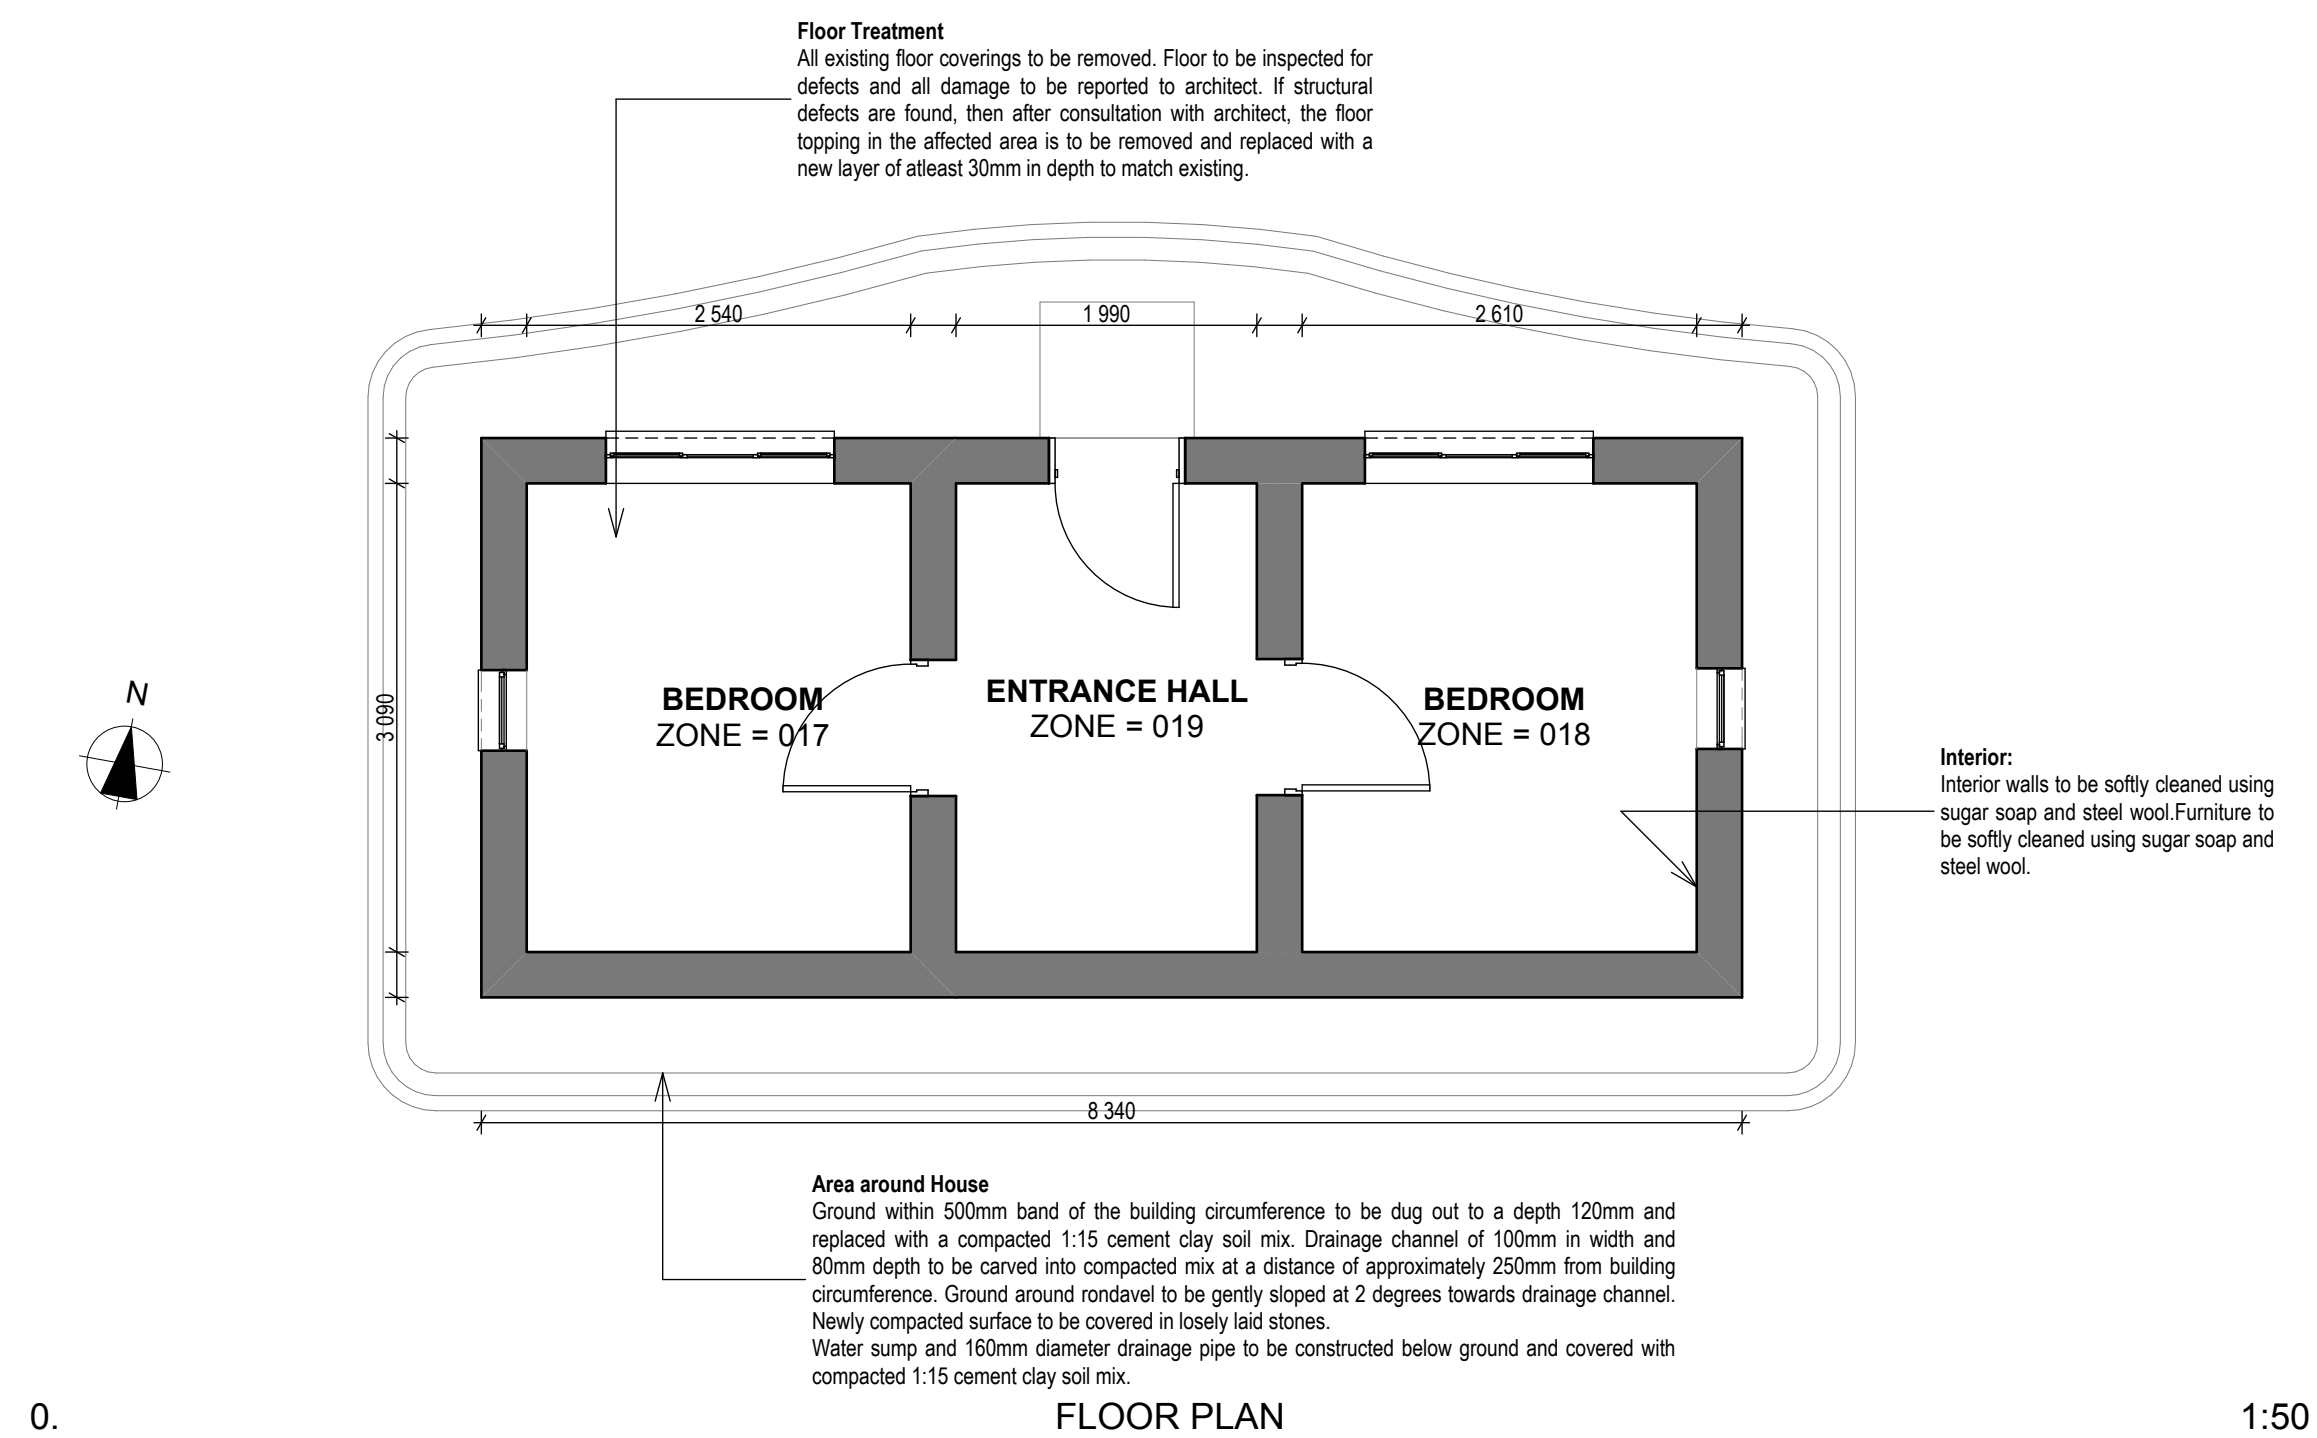 Floor Treatment
All existing floor coverings to be removed. Floor to be inspected for
defects and all damage to be reported to architect. If structural
defects are found, then after consultation with architect, the floor
topping in the affected area is to be removed and replaced with a
new layer of atleast 30mm in depth to match existing.
2 540
1 990
2 610
3 090
N
BEDROOM
ZONE = 017
ENTRANCE HALL
ZONE = 019
BEDROOM
ZONE = 018
Interior:
Interior walls to be softly cleaned using
sugar soap and steel wool.Furniture to
be softly cleaned using sugar soap and
steel wool.
8 340
Area around House
Ground within 500mm band of the building circumference to be dug out to a depth 120mm and
replaced with a compacted 1:15 cement clay soil mix. Drainage channel of 100mm in width and
80mm depth to be carved into compacted mix at a distance of approximately 250mm from building
circumference. Ground around rondavel to be gently sloped at 2 degrees towards drainage channel.
Newly compacted surface to be covered in losely laid stones.
Water sump and 160mm diameter drainage pipe to be constructed below ground and covered with
compacted 1:15 cement clay soil mix.
0.
FLOOR PLAN
1:50